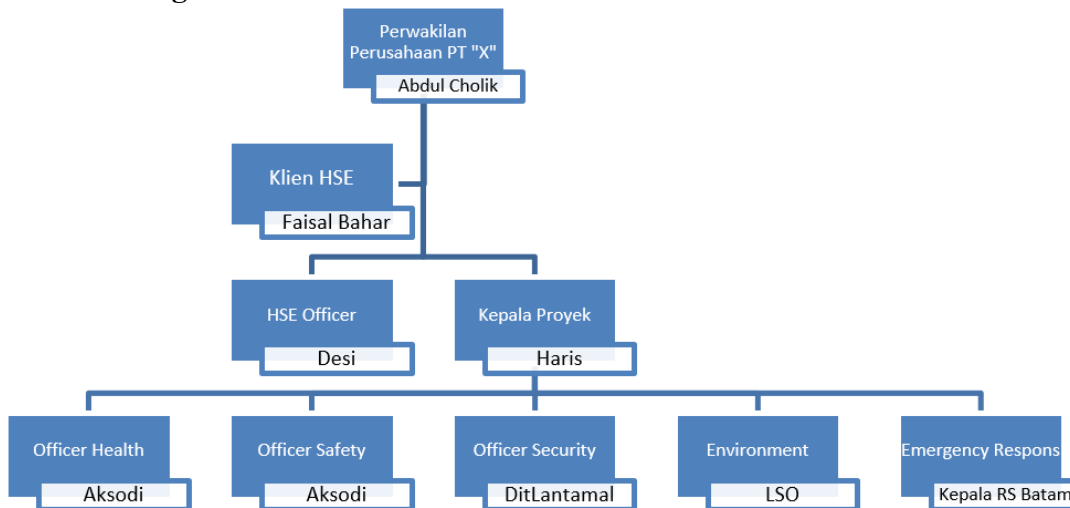 Perwakilan
Perusahaan PT "X"
Abdul Cholik
Klien HSE
Faisal Bahar
HSE Officer
Desi
Kepala Proyek
Haris
Officer Health
Aksodi
Officer Safety
Aksodi
Officer Security
DitLantamal
Environment
LSO
Emergency Respons
Kepala RS Batam